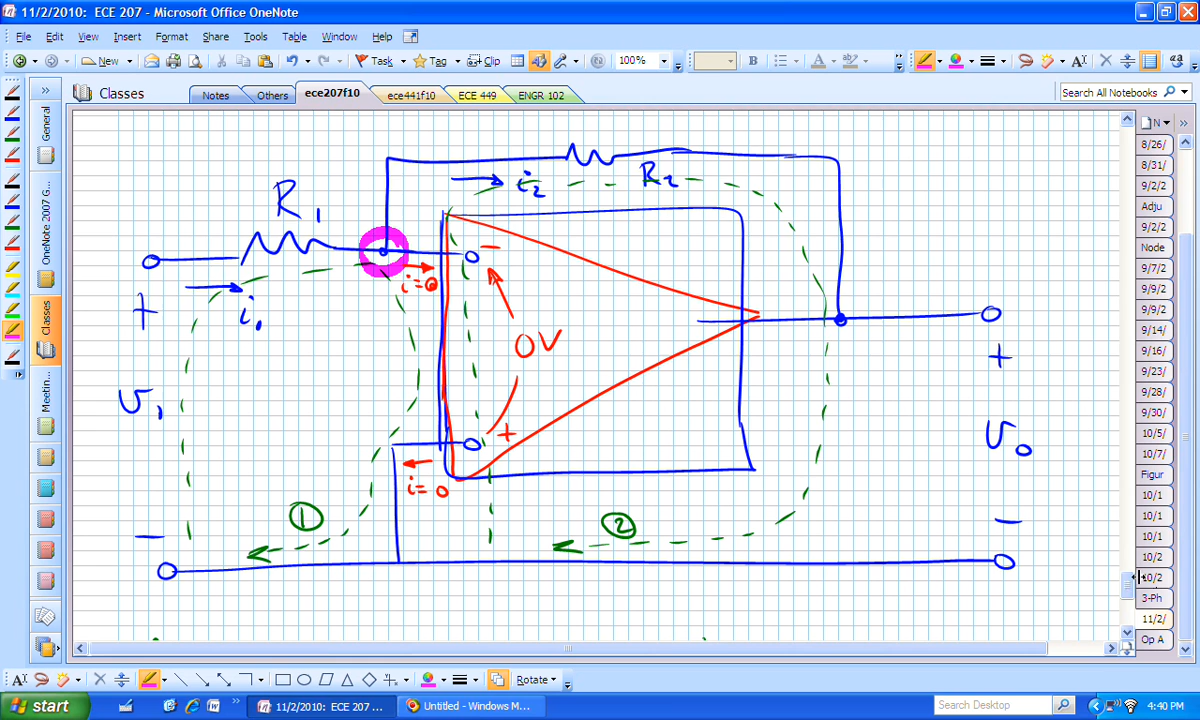 11/2/2010: ECE 207 - Microsoft Office OneNote
File Edit View Insert Format Share Tools Table Window Help
Back New Task Tag Clip 100% B A ab
Classes Notes Others ece207f10 ece441f10 ECE 449 ENGR 102 Search All Notebooks
General
OneNote 2007 G...
Classes
Meetin...
N
8/26/
8/31/
9/2/2
Adju
9/2/2
Node
9/7/2
9/9/2
9/9/2
9/14/
9/16/
9/23/
9/28/
9/30/
10/5/
10/7/
Figur
10/1
10/1
10/1
10/2
10/2
3-Ph
11/2/
Op A
i₂ R₂
R₁
−
i=0
+ i₁
0V
+
v₁
+
v₀
i=0
① ②
− −
Rotate
start 11/2/2010: ECE 207 ... Untitled - Windows M... Search Desktop 4:40 PM